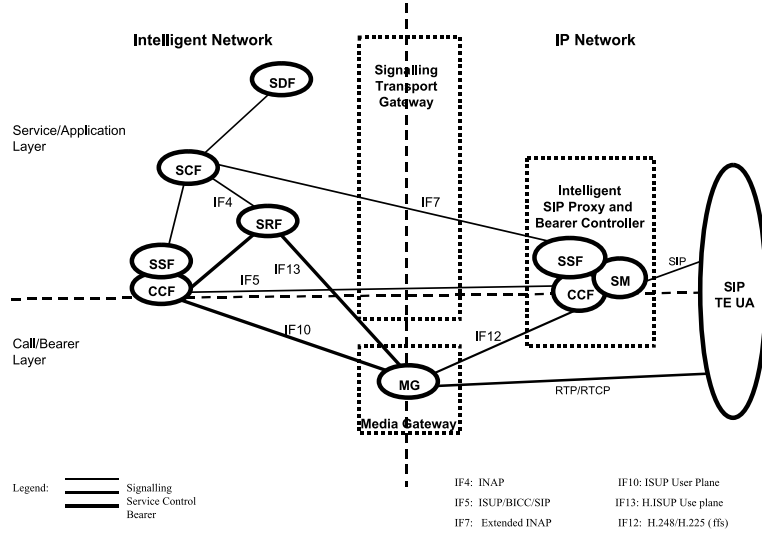 Intelligent Network
IP Network
SDF
Signalling
Transport
Gateway
Service/Application
Layer
SCF
IF4
IF7
Intelligent
SIP Proxy and
Bearer Controller
SRF
SSF
CCF
IF13
IF5
SSF
CCF
SM
SIP
SIP
TE UA
IF10
IF12
Call/Bearer
Layer
MG
RTP/RTCP
Media Gateway
Legend:
Signalling
Service Control
Bearer
IF4: INAP
IF5: ISUP/BICC/SIP
IF7: Extended INAP
IF10: ISUP User Plane
IF13: H.ISUP Use plane
IF12: H.248/H.225 (ffs)